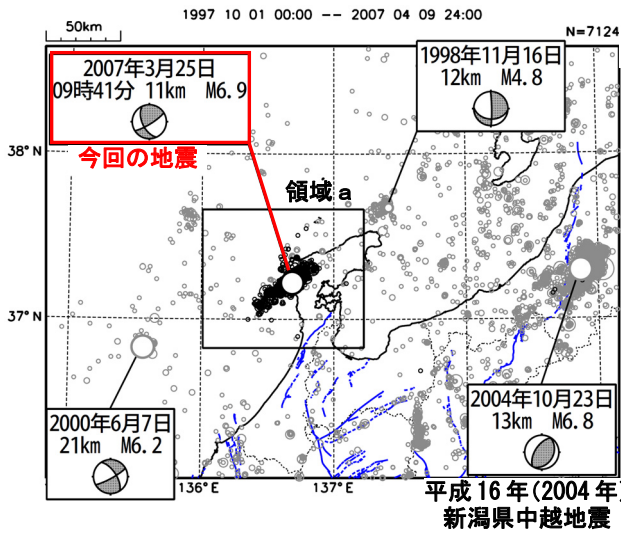 1997 10 01 00:00 -- 2007 04 09 24:00
50km
N=7124
2007年3月25日
09時41分 11km M6.9
今回の地震
1998年11月16日
12km M4.8
38°N
領域a
37°N
2000年6月7日
21km M6.2
2004年10月23日
13km M6.8
136°E
137°E
平成16年(2004年)
新潟県中越地震